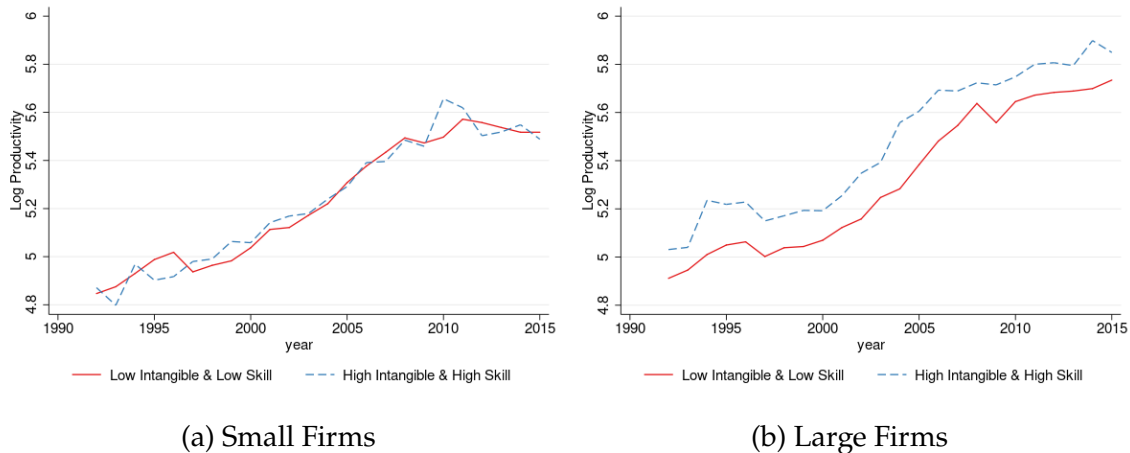 6
5.8
5.6
5.4
5.2
5
4.8
Log Productivity
1990 1995 2000 2005 2010 2015
year
Low Intangible & Low Skill High Intangible & High Skill
(a) Small Firms
6
5.8
5.6
5.4
5.2
5
4.8
Log Productivity
1990 1995 2000 2005 2010 2015
year
Low Intangible & Low Skill High Intangible & High Skill
(b) Large Firms